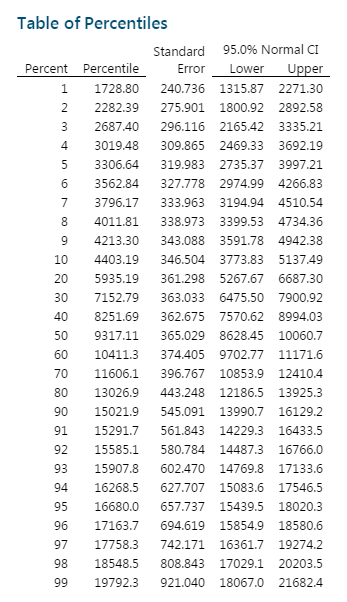 Table of Percentiles
Standard 95.0% Normal CI
Percent Percentile Error Lower Upper
1 1728.80 240.736 1315.87 2271.30
2 2282.39 275.901 1800.92 2892.58
3 2687.40 296.116 2165.42 3335.21
4 3019.48 309.865 2469.33 3692.19
5 3306.64 319.983 2735.37 3997.21
6 3562.84 327.778 2974.99 4266.83
7 3796.17 333.963 3194.94 4510.54
8 4011.81 338.973 3399.53 4734.36
9 4213.30 343.088 3591.78 4942.38
10 4403.19 346.504 3773.83 5137.49
20 5935.19 361.298 5267.67 6687.30
30 7152.79 363.033 6475.50 7900.92
40 8251.69 362.675 7570.62 8994.03
50 9317.11 365.029 8628.45 10060.7
60 10411.3 374.405 9702.77 11171.6
70 11606.1 396.767 10853.9 12410.4
80 13026.9 443.248 12186.5 13925.3
90 15021.9 545.091 13990.7 16129.2
91 15291.7 561.843 14229.3 16433.5
92 15585.1 580.784 14487.3 16766.0
93 15907.8 602.470 14769.8 17133.6
94 16268.5 627.707 15083.6 17546.5
95 16680.0 657.737 15439.5 18020.3
96 17163.7 694.619 15854.9 18580.6
97 17758.3 742.171 16361.7 19274.2
98 18548.5 808.843 17029.1 20203.5
99 19792.3 921.040 18067.0 21682.4